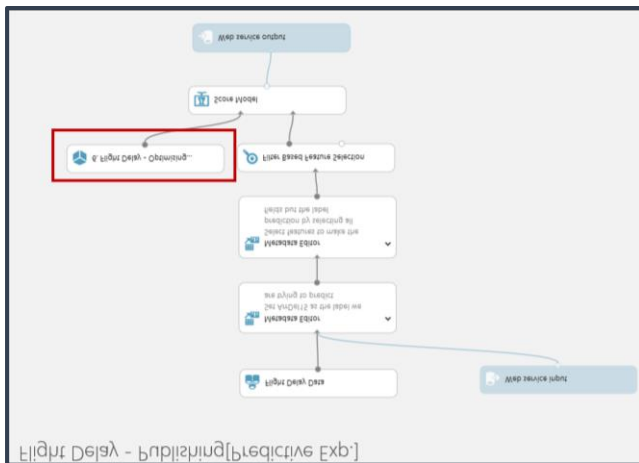 Flight Delay - Publishing[Predictive Exp.]
Flight Delay Data
Web service input
Metadata Editor
Set ArrDel15 as the label we
are trying to predict
Metadata Editor
Select features to make the
prediction by selecting all
fields but the label
6. Flight Delay - Optimising...
Filter Based Feature Selection
Score Model
Web service output